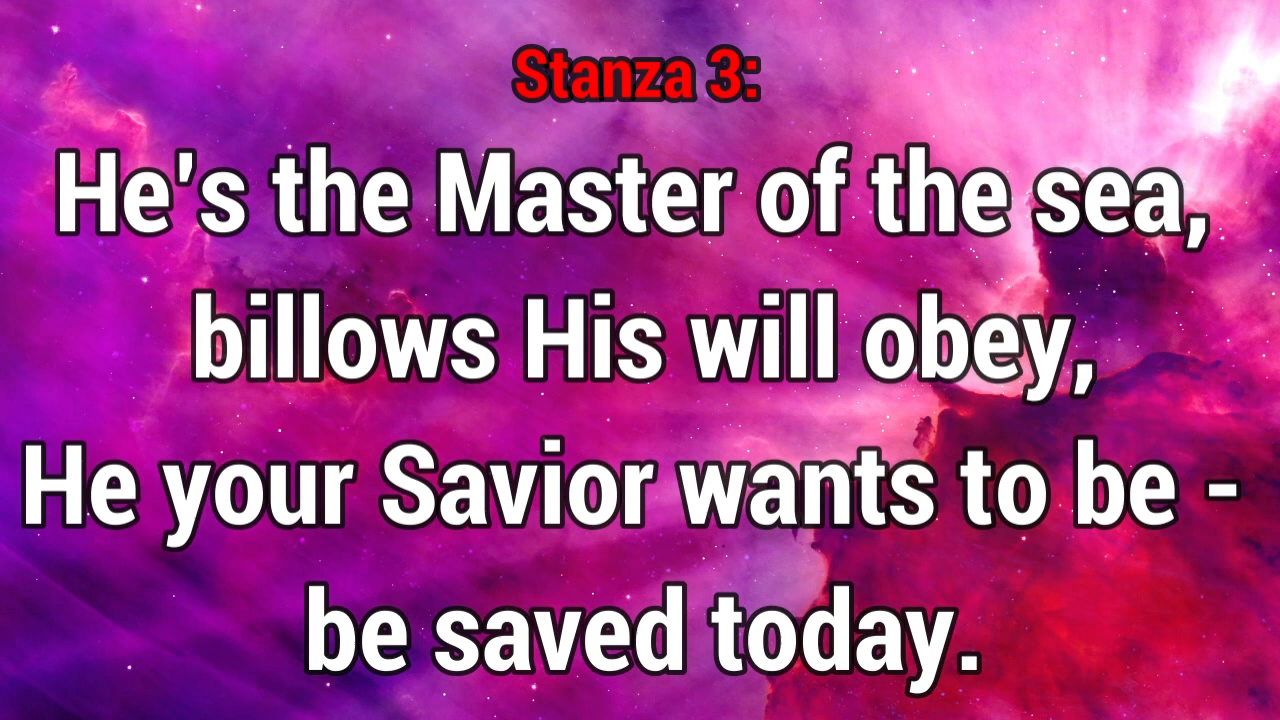 Stanza 3:
He's the Master of the sea,
billows His will obey,
He your Savior wants to be -
be saved today.